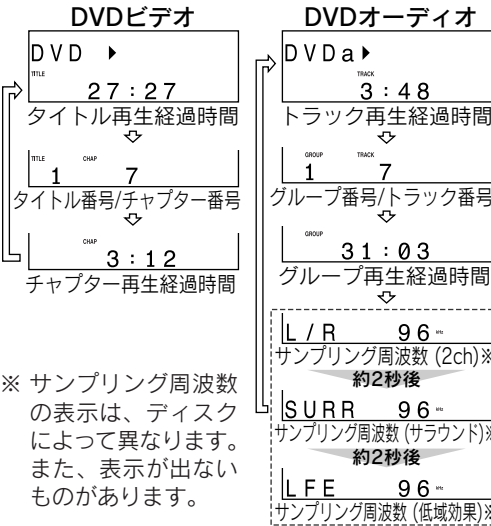 DVDビデオ
DVD ▶
TITLE
27:27
タイトル再生経過時間
TITLE CHAP
1 7
タイトル番号/チャプター番号
CHAP
3:12
チャプター再生経過時間
※ サンプリング周波数
の表示は、ディスク
によって異なります。
また、表示が出ない
ものがあります。
DVDオーディオ
DVDa▶
TRACK
3:48
トラック再生経過時間
GROUP TRACK
1 7
グループ番号/トラック番号
GROUP
31:03
グループ再生経過時間
L/R 96 kHz
サンプリング周波数 (2ch)※
約2秒後
SURR 96 kHz
サンプリング周波数 (サラウンド)※
約2秒後
LFE 96 kHz
サンプリング周波数 (低域効果)※